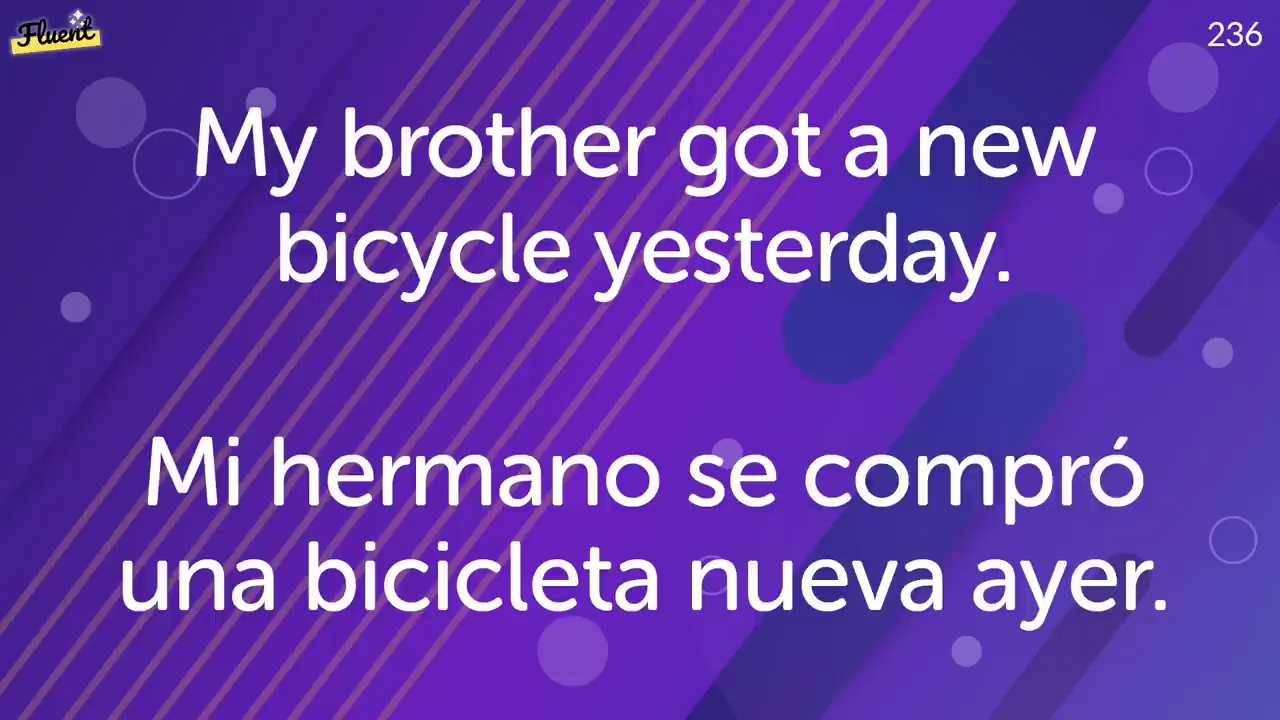 Fluent
236
My brother got a new
bicycle yesterday.
Mi hermano se compró
una bicicleta nueva ayer.